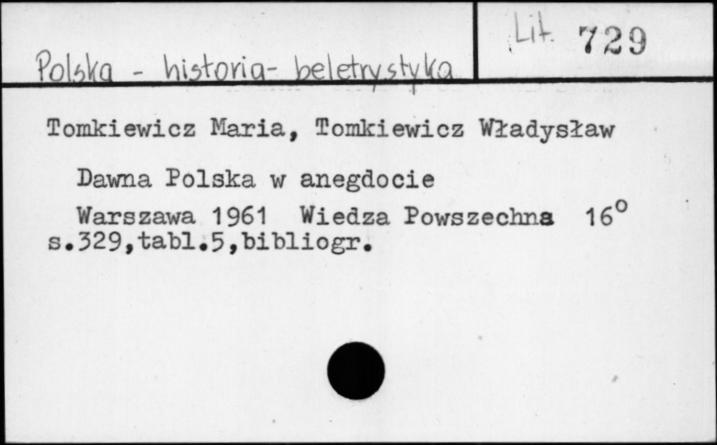 Lit. 729
Polska - historia - beletrystyka
Tomkiewicz Maria, Tomkiewicz Władysław
Dawna Polska w anegdocie
Warszawa 1961 Wiedza Powszechna 16°
s.329,tabl.5,bibliogr.